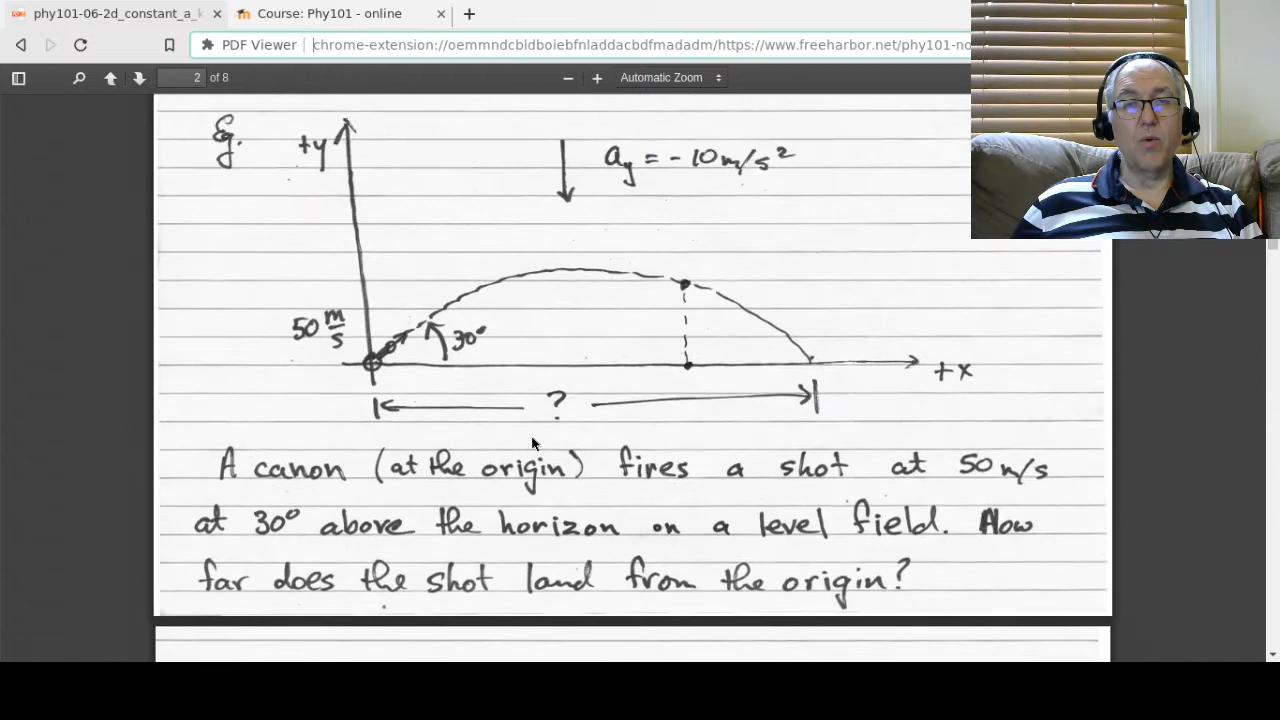 phy101-06-2d_constant_a_k
Course: Phy101 - online
PDF Viewer
chrome-extension://oemmndcbldboiebfnladdacbdfmadadm/https://www.freeharbor.net/phy101-no
2 of 8
Automatic Zoom
Eg.
+y
ay = - 10 m/s²
50 m/s
30°
+x
?
A canon (at the origin) fires a shot at 50 m/s
at 30° above the horizon on a level field. How
far does the shot land from the origin?